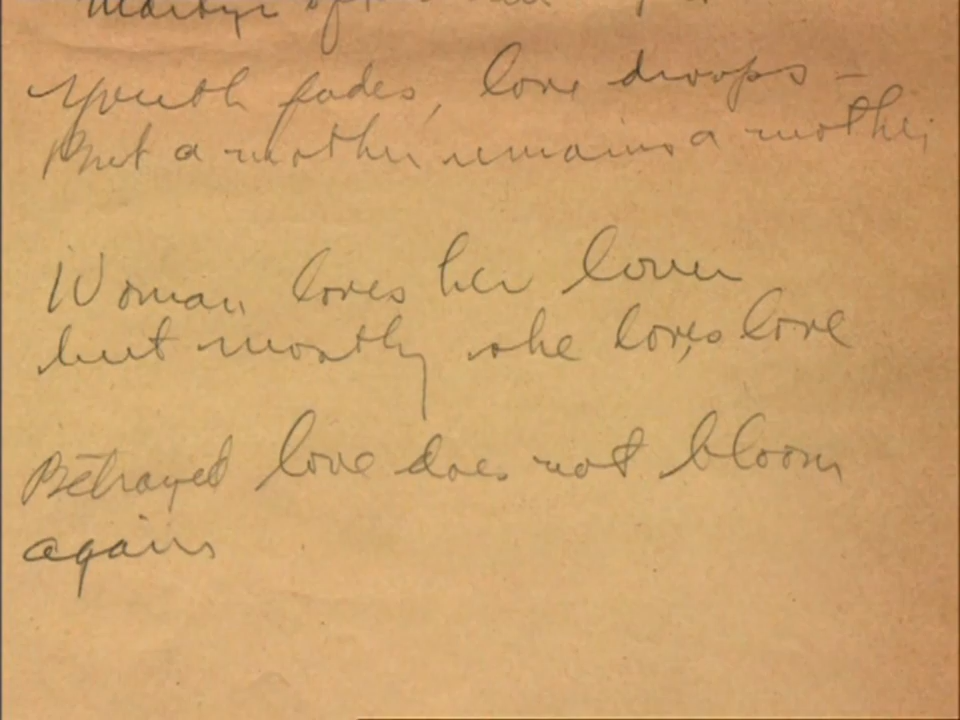 Martyr
Youth fades, love droops –
But a mother remains a mother;
Woman loves her lover
but mostly she loves love
Betrayed love does not bloom
again